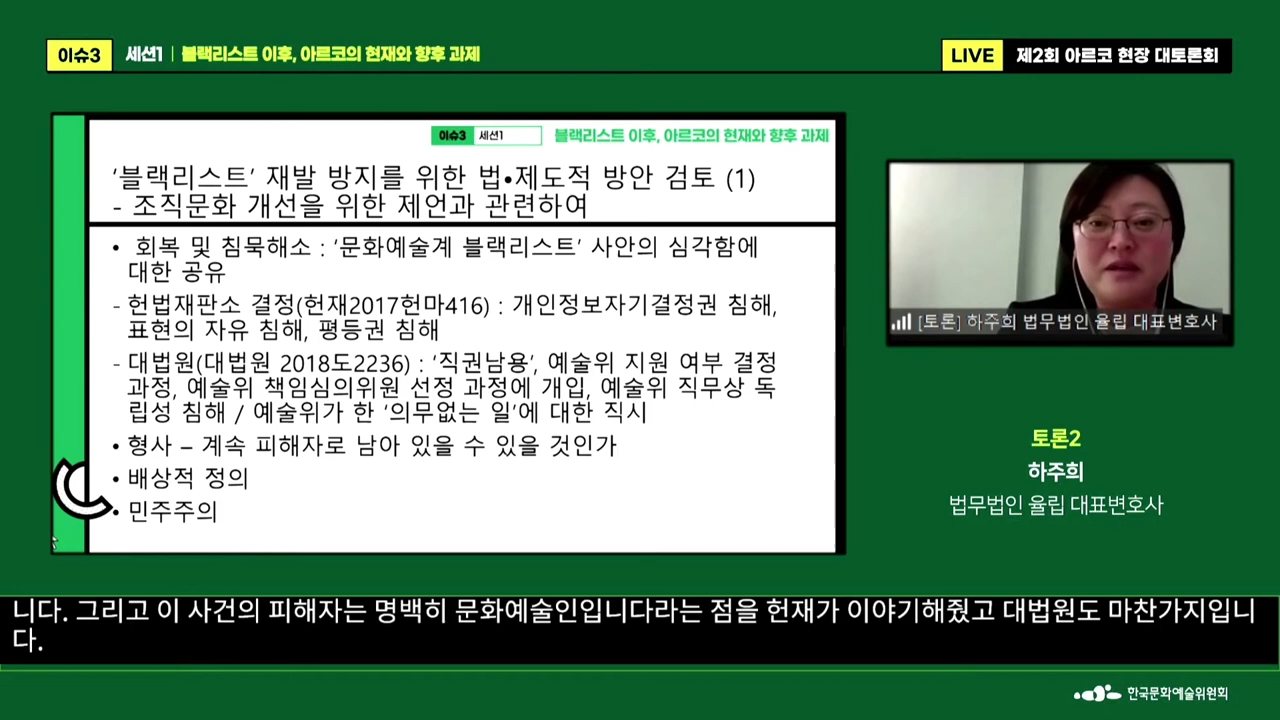 이슈3 세션1 | 블랙리스트 이후, 아르코의 현재와 향후 과제
LIVE 제2회 아르코 현장 대토론회
이슈3 세션1 블랙리스트 이후, 아르코의 현재와 향후 과제
‘블랙리스트’ 재발 방지를 위한 법•제도적 방안 검토 (1)
- 조직문화 개선을 위한 제언과 관련하여
• 회복 및 침묵해소 : ‘문화예술계 블랙리스트’ 사안의 심각함에
대한 공유
- 헌법재판소 결정(헌재2017헌마416) : 개인정보자기결정권 침해,
표현의 자유 침해, 평등권 침해
- 대법원(대법원 2018도2236) : ‘직권남용’, 예술위 지원 여부 결정
과정, 예술위 책임심의위원 선정 과정에 개입, 예술위 직무상 독
립성 침해 / 예술위가 한 ‘의무없는 일’에 대한 직시
• 형사 – 계속 피해자로 남아 있을 수 있을 것인가
• 배상적 정의
• 민주주의
[토론] 하주희 법무법인 율립 대표변호사
토론2
하주희
법무법인 율립 대표변호사
니다. 그리고 이 사건의 피해자는 명백히 문화예술인입니다라는 점을 헌재가 이야기해줬고 대법원도 마찬가지입니
다.
한국문화예술위원회